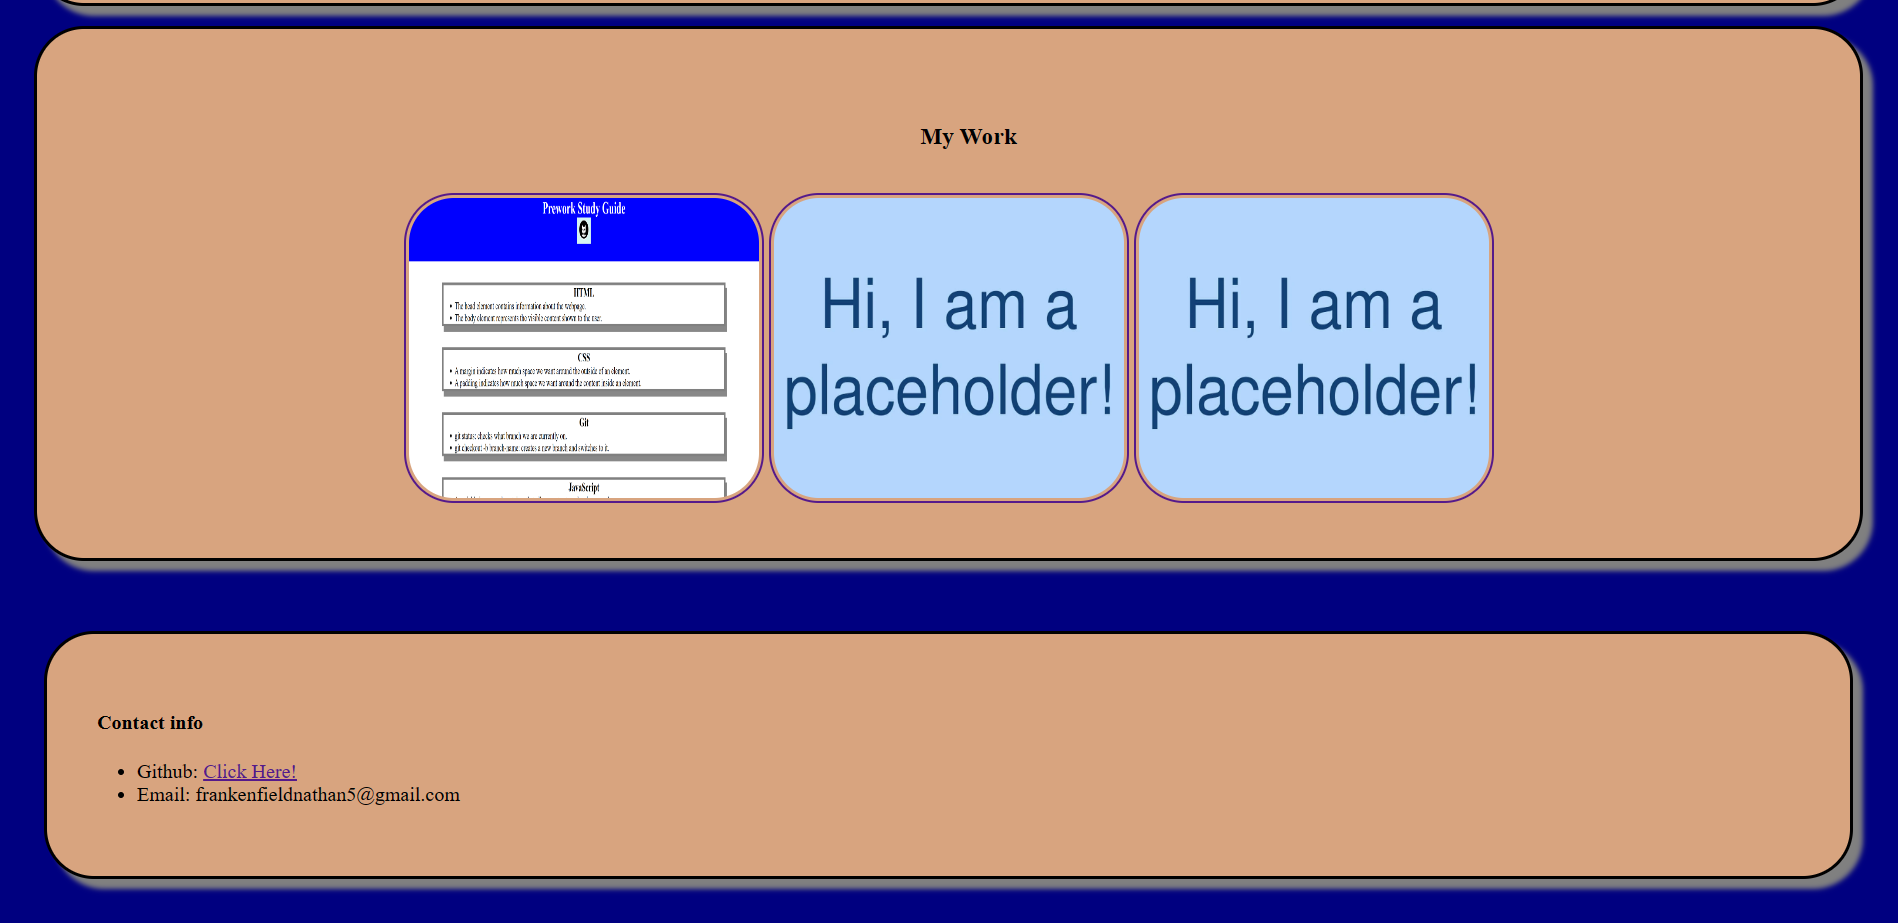 My Work
Prework Study Guide
HTML
• The head element contains information about the webpage.
• The body element represents the visible content shown to the user.
CSS
• A margin indicates how much space we want around the outside of an element.
• A padding indicates how much space we want around the content inside an element.
Git
• git status: checks what branch we are currently on.
• git checkout -b branch-name: creates a new branch and switches to it.
JavaScript
Hi, I am a
placeholder!
Hi, I am a
placeholder!
Contact info
• Github: Click Here!
• Email: frankenfieldnathan5@gmail.com